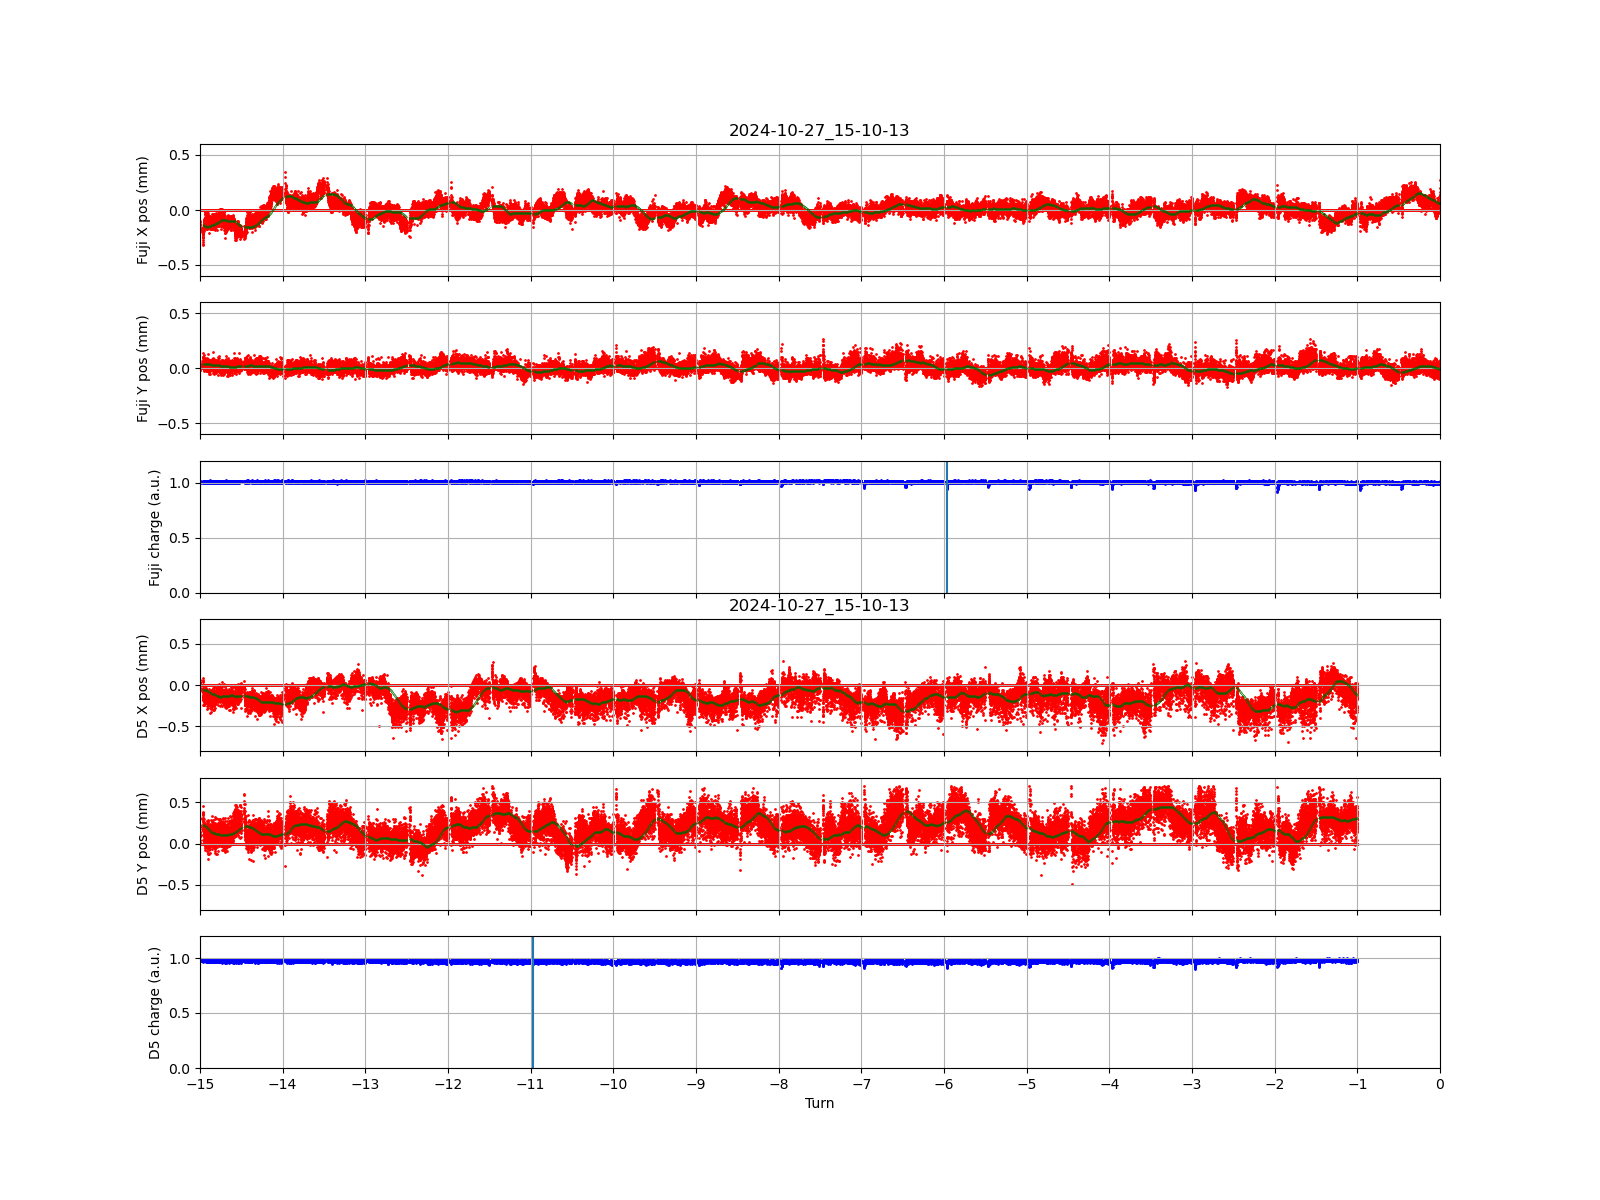 2024-10-27_15-10-13
Fuji X pos (mm)
0.5
0.0
−0.5
Fuji Y pos (mm)
0.5
0.0
−0.5
Fuji charge (a.u.)
1.0
0.5
0.0
2024-10-27_15-10-13
D5 X pos (mm)
0.5
0.0
−0.5
D5 Y pos (mm)
0.5
0.0
−0.5
D5 charge (a.u.)
1.0
0.5
0.0
−15 −14 −13 −12 −11 −10 −9 −8 −7 −6 −5 −4 −3 −2 −1 0
Turn